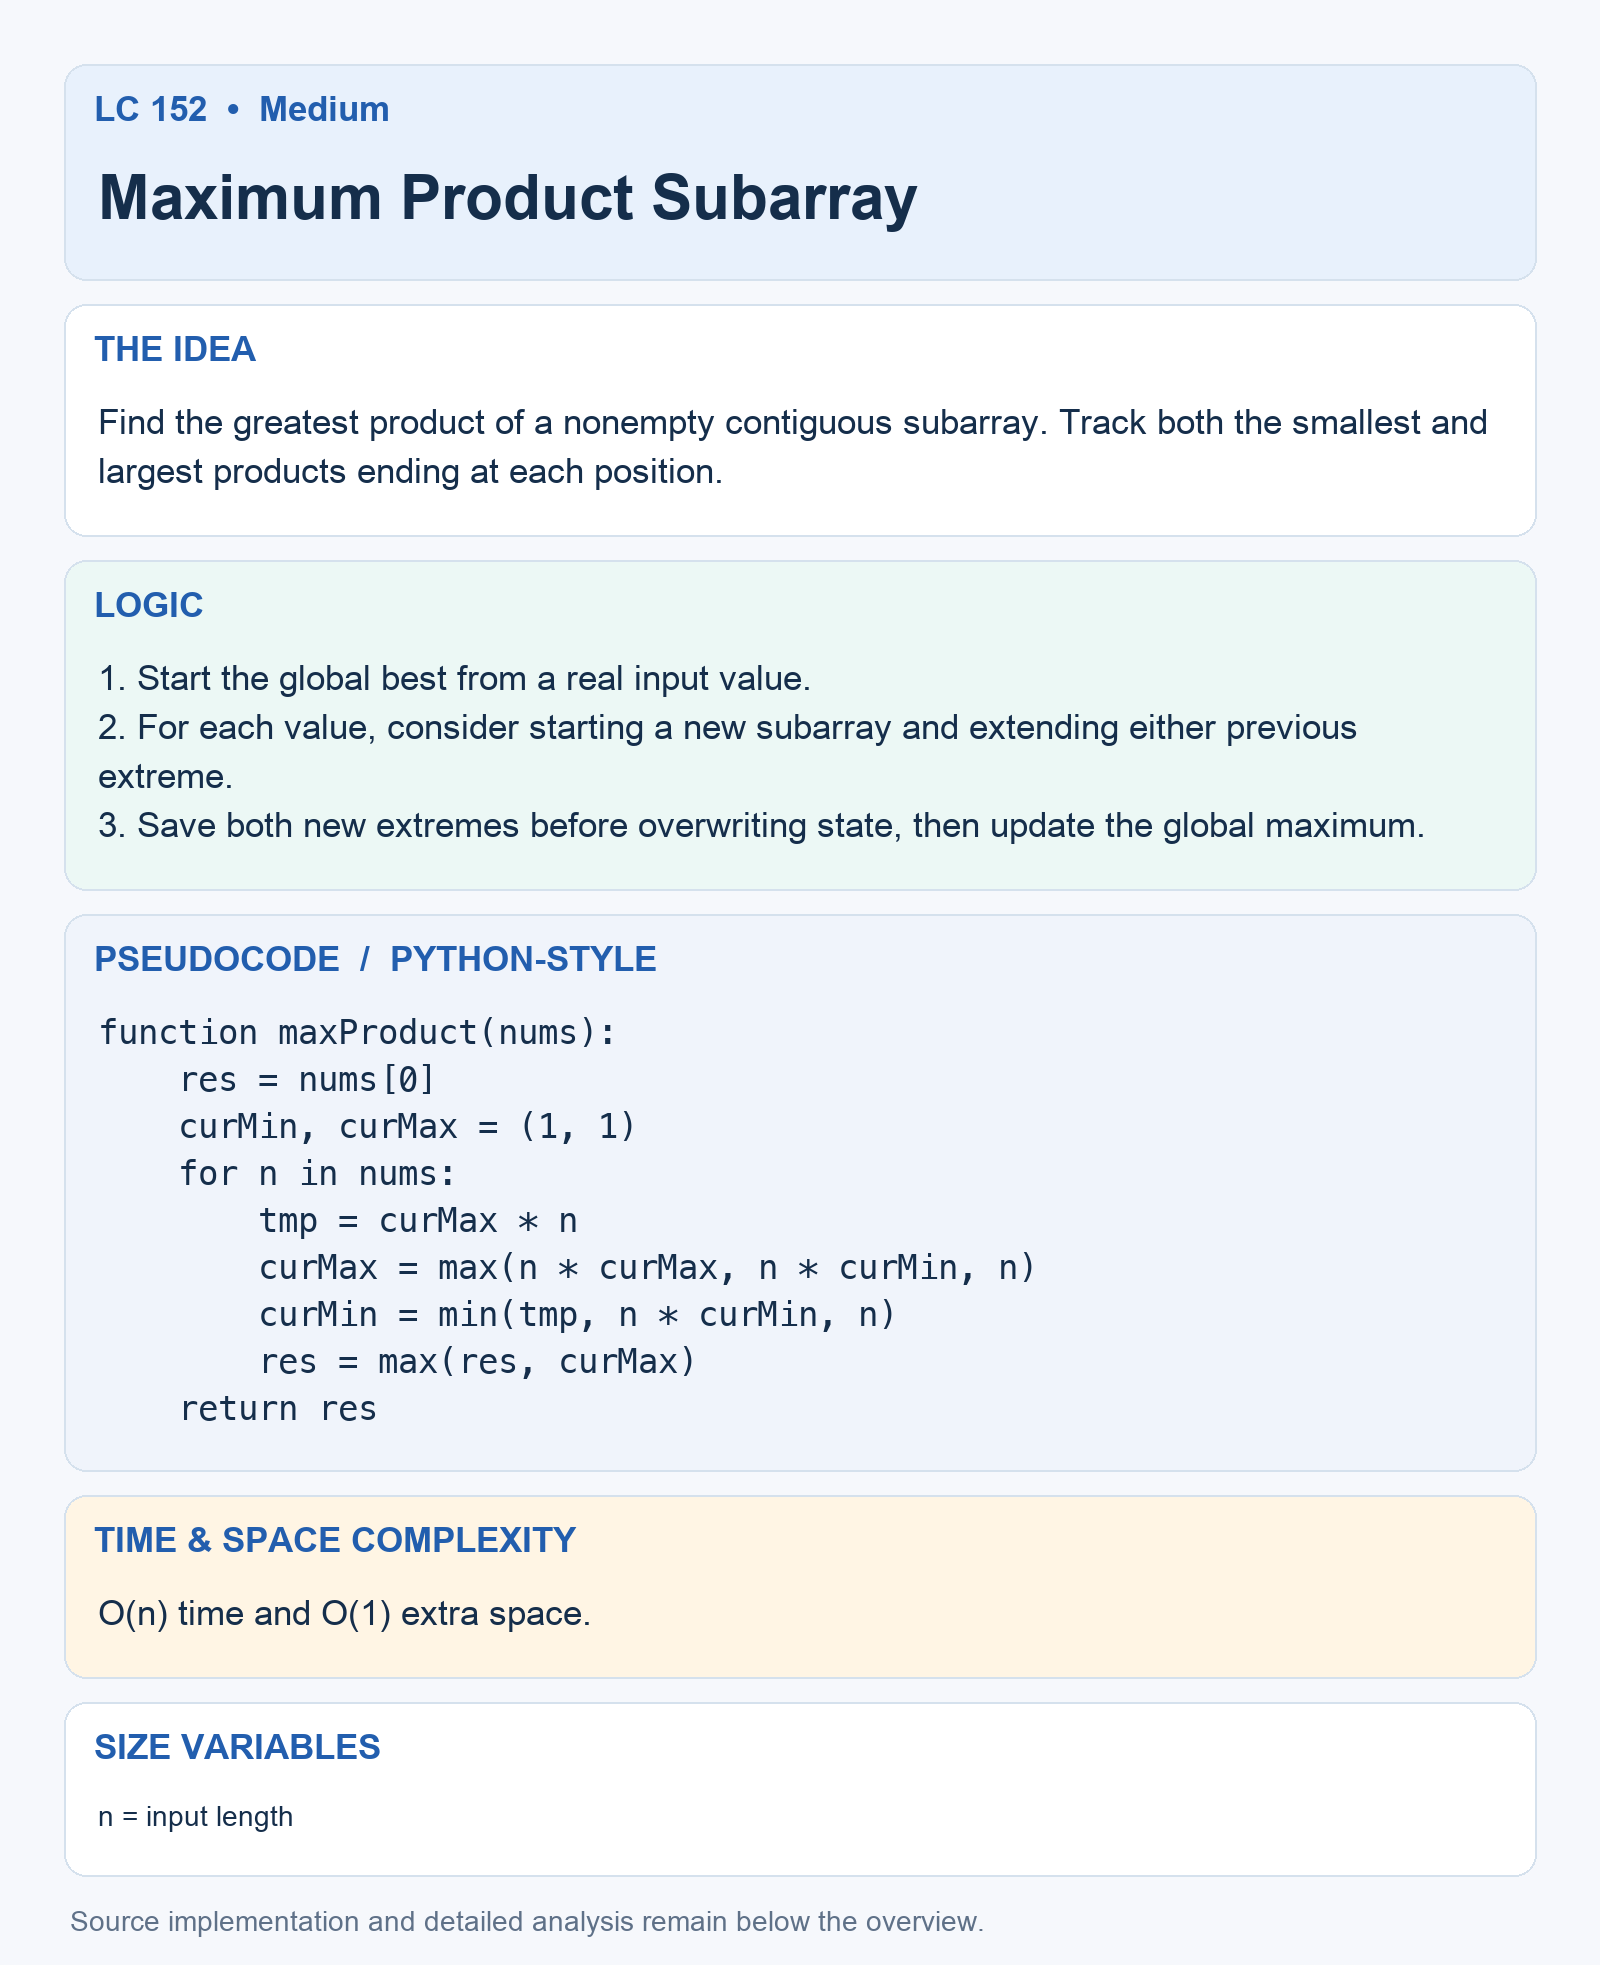 LC 152 • Medium
Maximum Product Subarray
THE IDEA
Find the greatest product of a nonempty contiguous subarray. Track both the smallest and
largest products ending at each position.
LOGIC
1. Start the global best from a real input value.
2. For each value, consider starting a new subarray and extending either previous
extreme.
3. Save both new extremes before overwriting state, then update the global maximum.
PSEUDOCODE / PYTHON-STYLE
function maxProduct(nums):
    res = nums[0]
    curMin, curMax = (1, 1)
    for n in nums:
        tmp = curMax * n
        curMax = max(n * curMax, n * curMin, n)
        curMin = min(tmp, n * curMin, n)
        res = max(res, curMax)
    return res
TIME & SPACE COMPLEXITY
O(n) time and O(1) extra space.
SIZE VARIABLES
n = input length
Source implementation and detailed analysis remain below the overview.